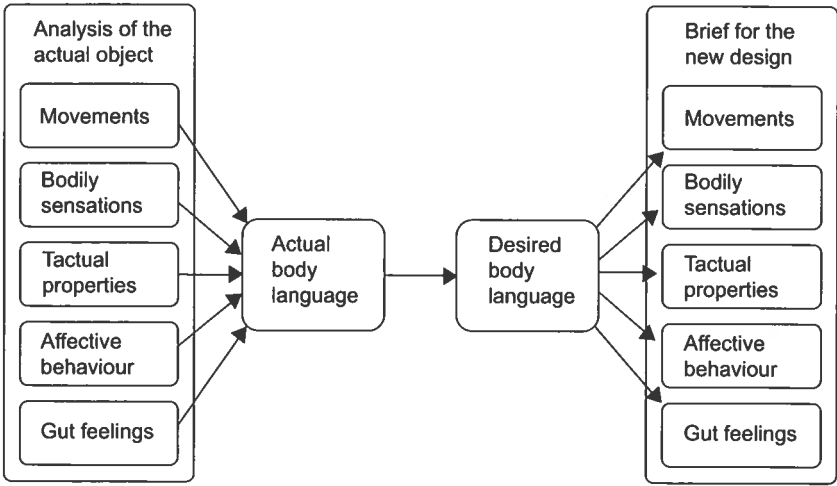 Analysis of the
actual object
Movements
Bodily
sensations
Tactual
properties
Affective
behaviour
Gut feelings
Actual
body
language
Desired
body
language
Brief for the
new design
Movements
Bodily
sensations
Tactual
properties
Affective
behaviour
Gut feelings